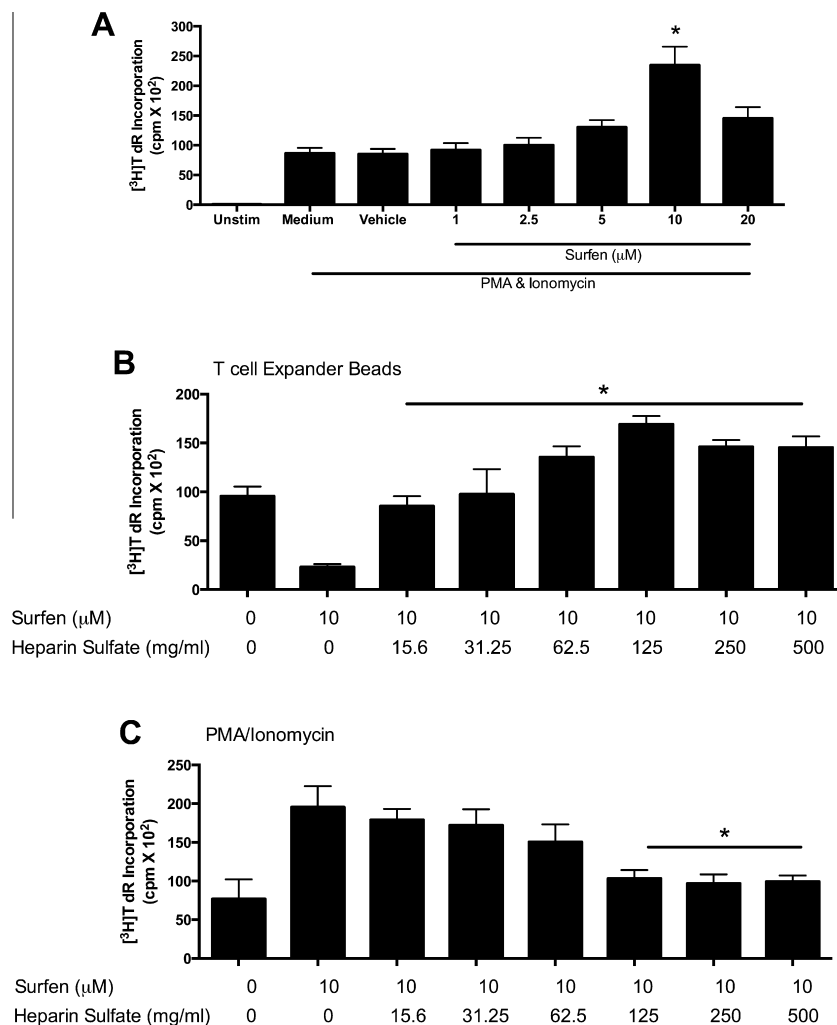 A
[³H]T dR Incorporation
(cpm X 10²)
300
250
200
150
100
50
0
*
Unstim Medium Vehicle 1 2.5 5 10 20
Surfen (μM)
PMA & Ionomycin
B
T cell Expander Beads
[³H]T dR Incorporation
(cpm X 10²)
200
150
100
50
0
*
Surfen (μM) 0 10 10 10 10 10 10 10
Heparin Sulfate (mg/ml) 0 0 15.6 31.25 62.5 125 250 500
C
PMA/Ionomycin
[³H]T dR Incorporation
(cpm X 10²)
250
200
150
100
50
0
*
Surfen (μM) 0 10 10 10 10 10 10 10
Heparin Sulfate (mg/ml) 0 0 15.6 31.25 62.5 125 250 500